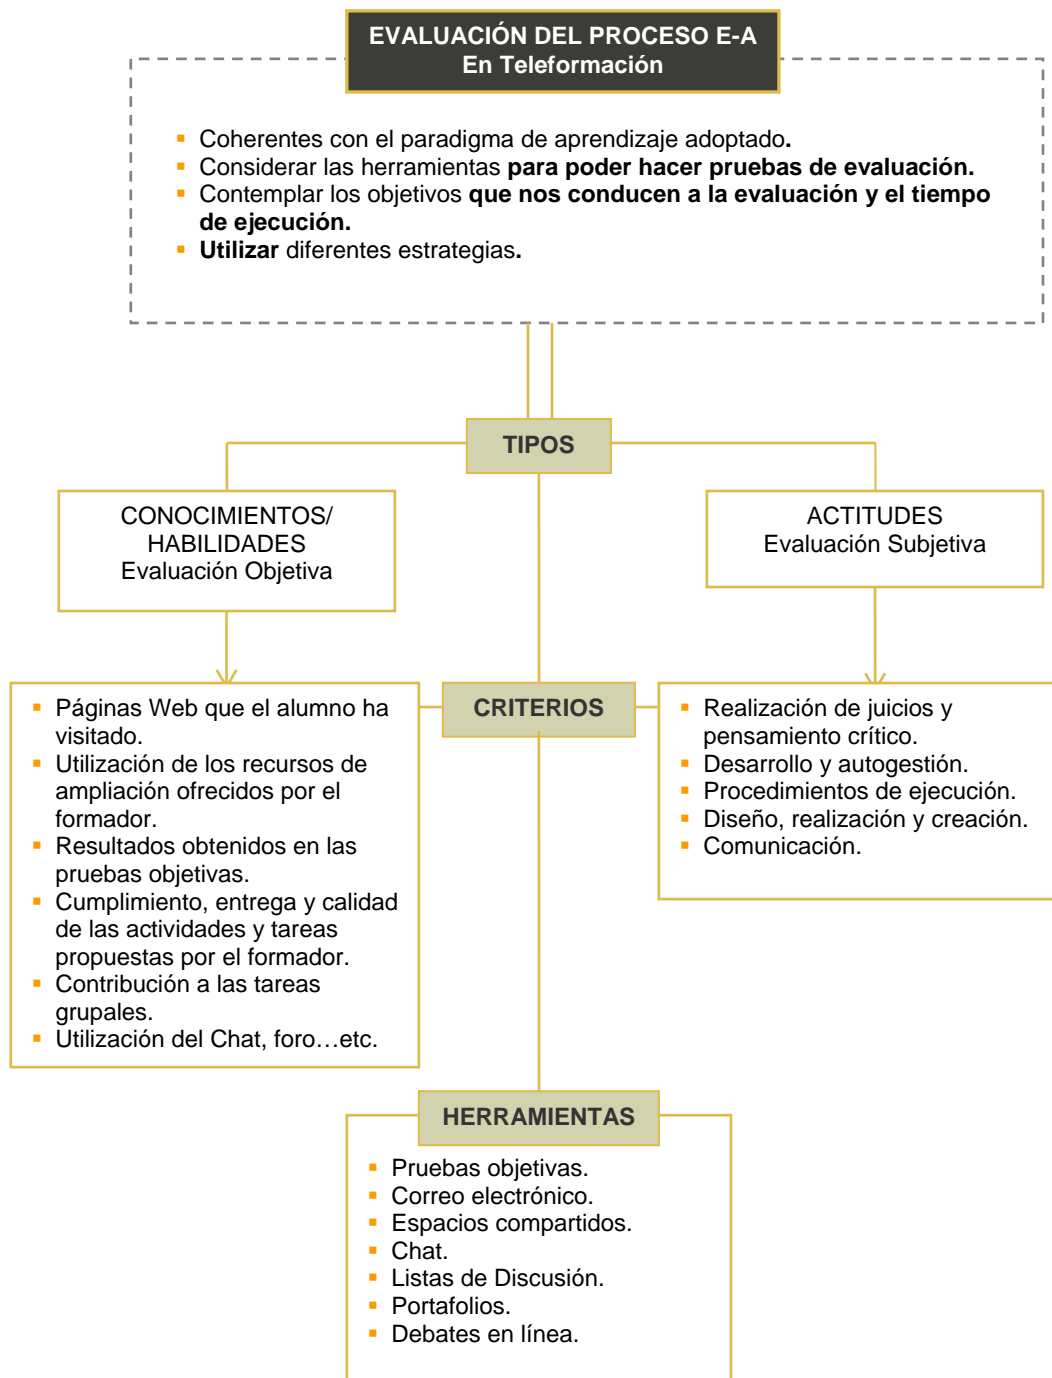 EVALUACIÓN DEL PROCESO E-A
En Teleformación
Coherentes con el paradigma de aprendizaje adoptado.
Considerar las herramientas para poder hacer pruebas de evaluación.
Contemplar los objetivos que nos conducen a la evaluación y el tiempo
de ejecución.
Utilizar diferentes estrategias.
TIPOS
CONOCIMIENTOS/
HABILIDADES
Evaluación Objetiva
ACTITUDES
Evaluación Subjetiva
CRITERIOS
Páginas Web que el alumno ha
visitado.
Utilización de los recursos de
ampliación ofrecidos por el
formador.
Resultados obtenidos en las
pruebas objetivas.
Cumplimiento, entrega y calidad
de las actividades y tareas
propuestas por el formador.
Contribución a las tareas
grupales.
Utilización del Chat, foro…etc.
Realización de juicios y
pensamiento crítico.
Desarrollo y autogestión.
Procedimientos de ejecución.
Diseño, realización y creación.
Comunicación.
HERRAMIENTAS
Pruebas objetivas.
Correo electrónico.
Espacios compartidos.
Chat.
Listas de Discusión.
Portafolios.
Debates en línea.